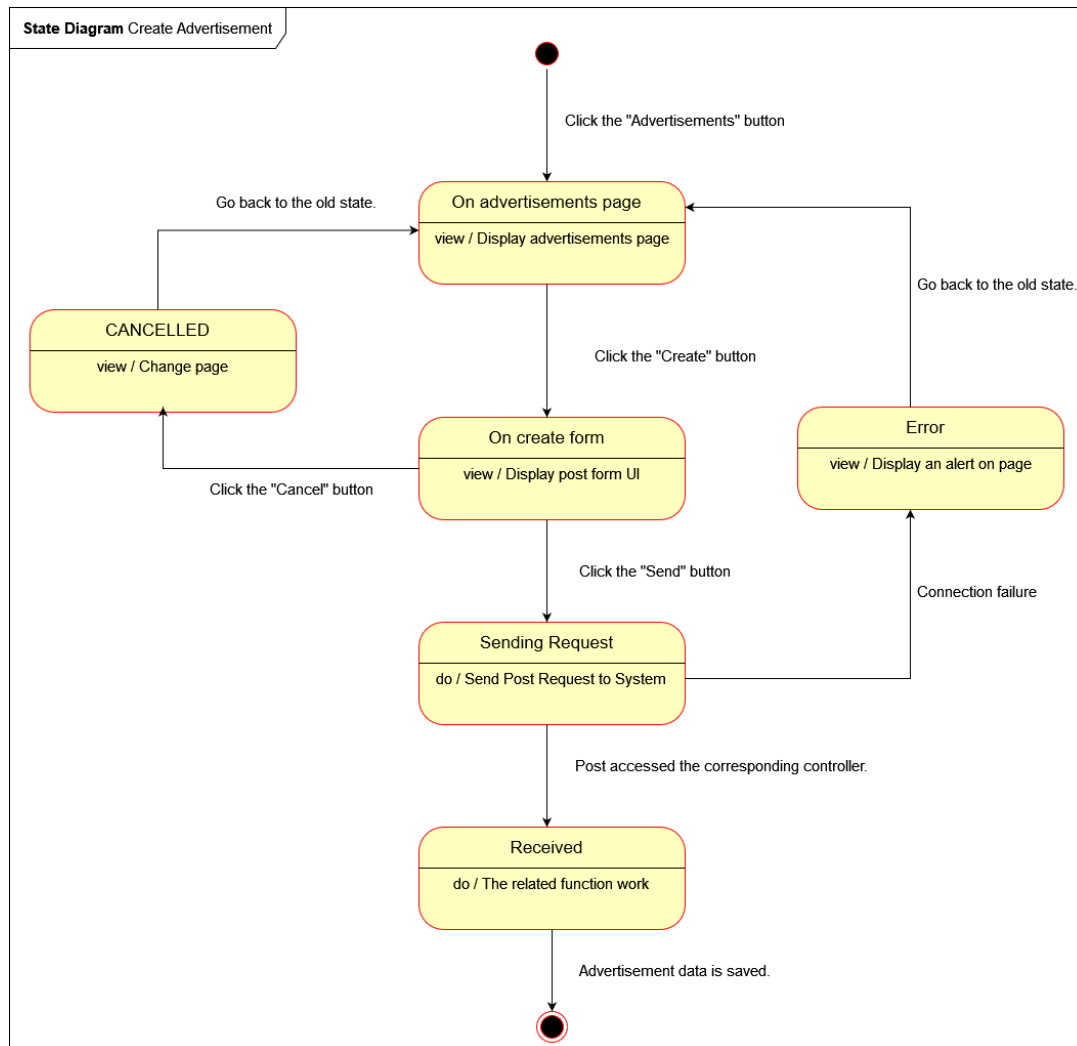 State Diagram Create Advertisement
Click the "Advertisements" button
On advertisements page
view / Display advertisements page
Go back to the old state.
Go back to the old state.
CANCELLED
view / Change page
Click the "Create" button
On create form
view / Display post form UI
Error
view / Display an alert on page
Click the "Cancel" button
Click the "Send" button
Connection failure
Sending Request
do / Send Post Request to System
Post accessed the corresponding controller.
Received
do / The related function work
Advertisement data is saved.